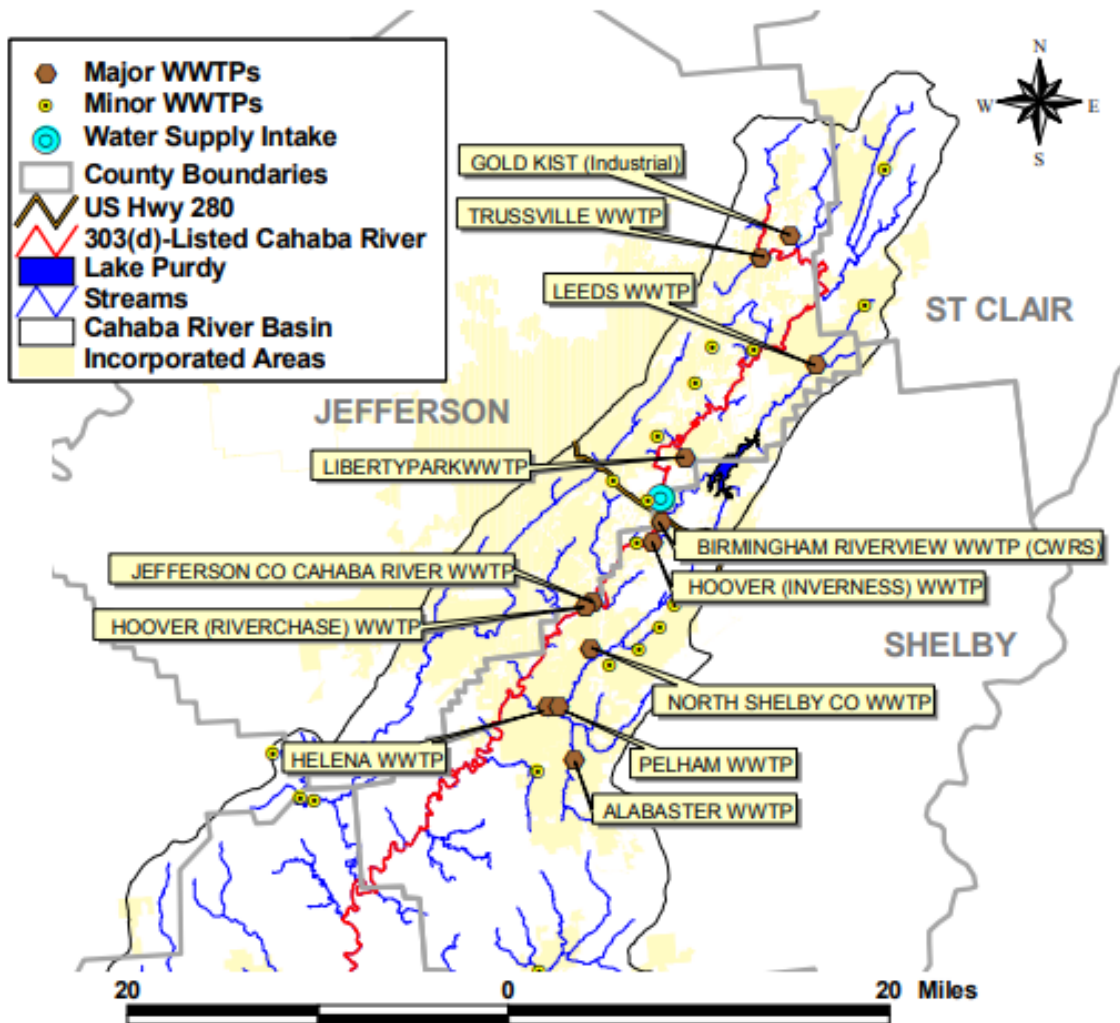 Major WWTPs
Minor WWTPs
Water Supply Intake
County Boundaries
US Hwy 280
303(d)-Listed Cahaba River
Lake Purdy
Streams
Cahaba River Basin
Incorporated Areas
N
W
E
S
GOLD KIST (Industrial)
TRUSSVILLE WWTP
LEEDS WWTP
ST CLAIR
JEFFERSON
LIBERTYPARKWWTP
BIRMINGHAM RIVERVIEW WWTP (CWRS)
JEFFERSON CO CAHABA RIVER WWTP
HOOVER (INVERNESS) WWTP
HOOVER (RIVERCHASE) WWTP
SHELBY
NORTH SHELBY CO WWTP
HELENA WWTP
PELHAM WWTP
ALABASTER WWTP
20 0 20 Miles